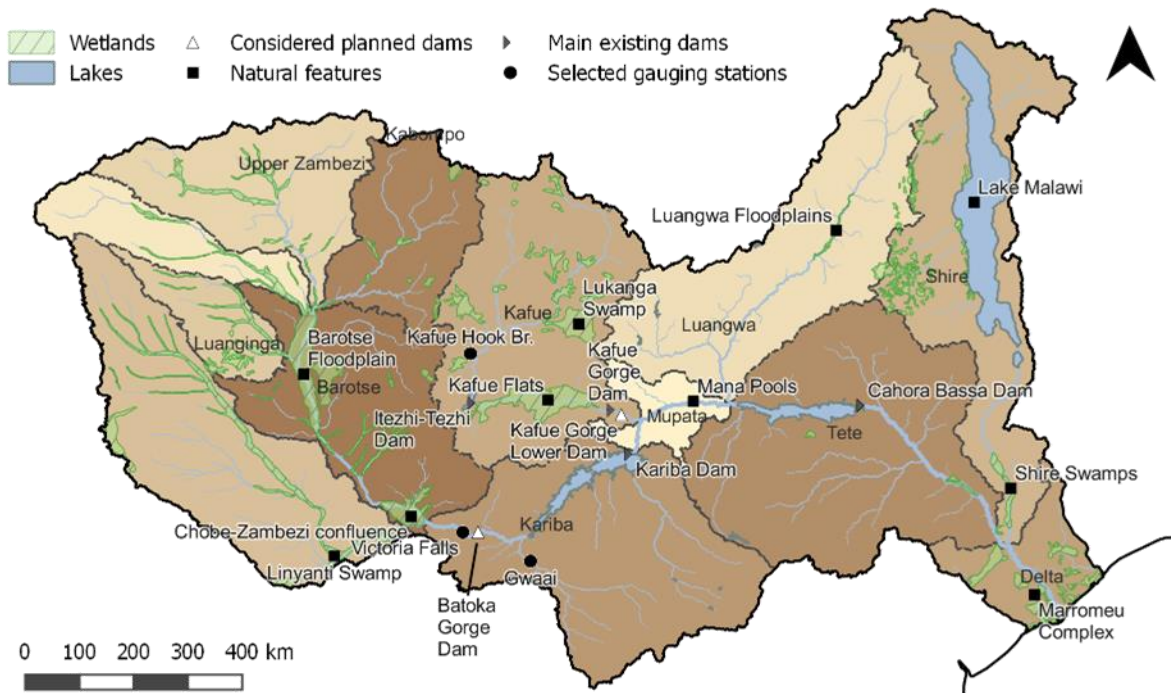 Wetlands
Considered planned dams
Main existing dams
Lakes
Natural features
Selected gauging stations
Kabompo
Upper Zambezi
Lake Malawi
Luangwa Floodplains
Shire
Lukanga
Swamp
Kafue
Luangwa
Kafue Hook Br.
Kafue
Gorge
Dam
Luanginga
Barotse
Floodplain
Barotse
Kafue Flats
Mana Pools
Cahora Bassa Dam
Mupata
Tete
Itezhi-Tezhi
Dam
Kafue Gorge
Lower Dam
Kariba Dam
Shire Swamps
Kariba
Chobe-Zambezi confluence
Victoria Falls
Linyanti Swamp
Gwaai
Batoka
Gorge
Dam
Delta
Marromeu
Complex
0 100 200 300 400 km